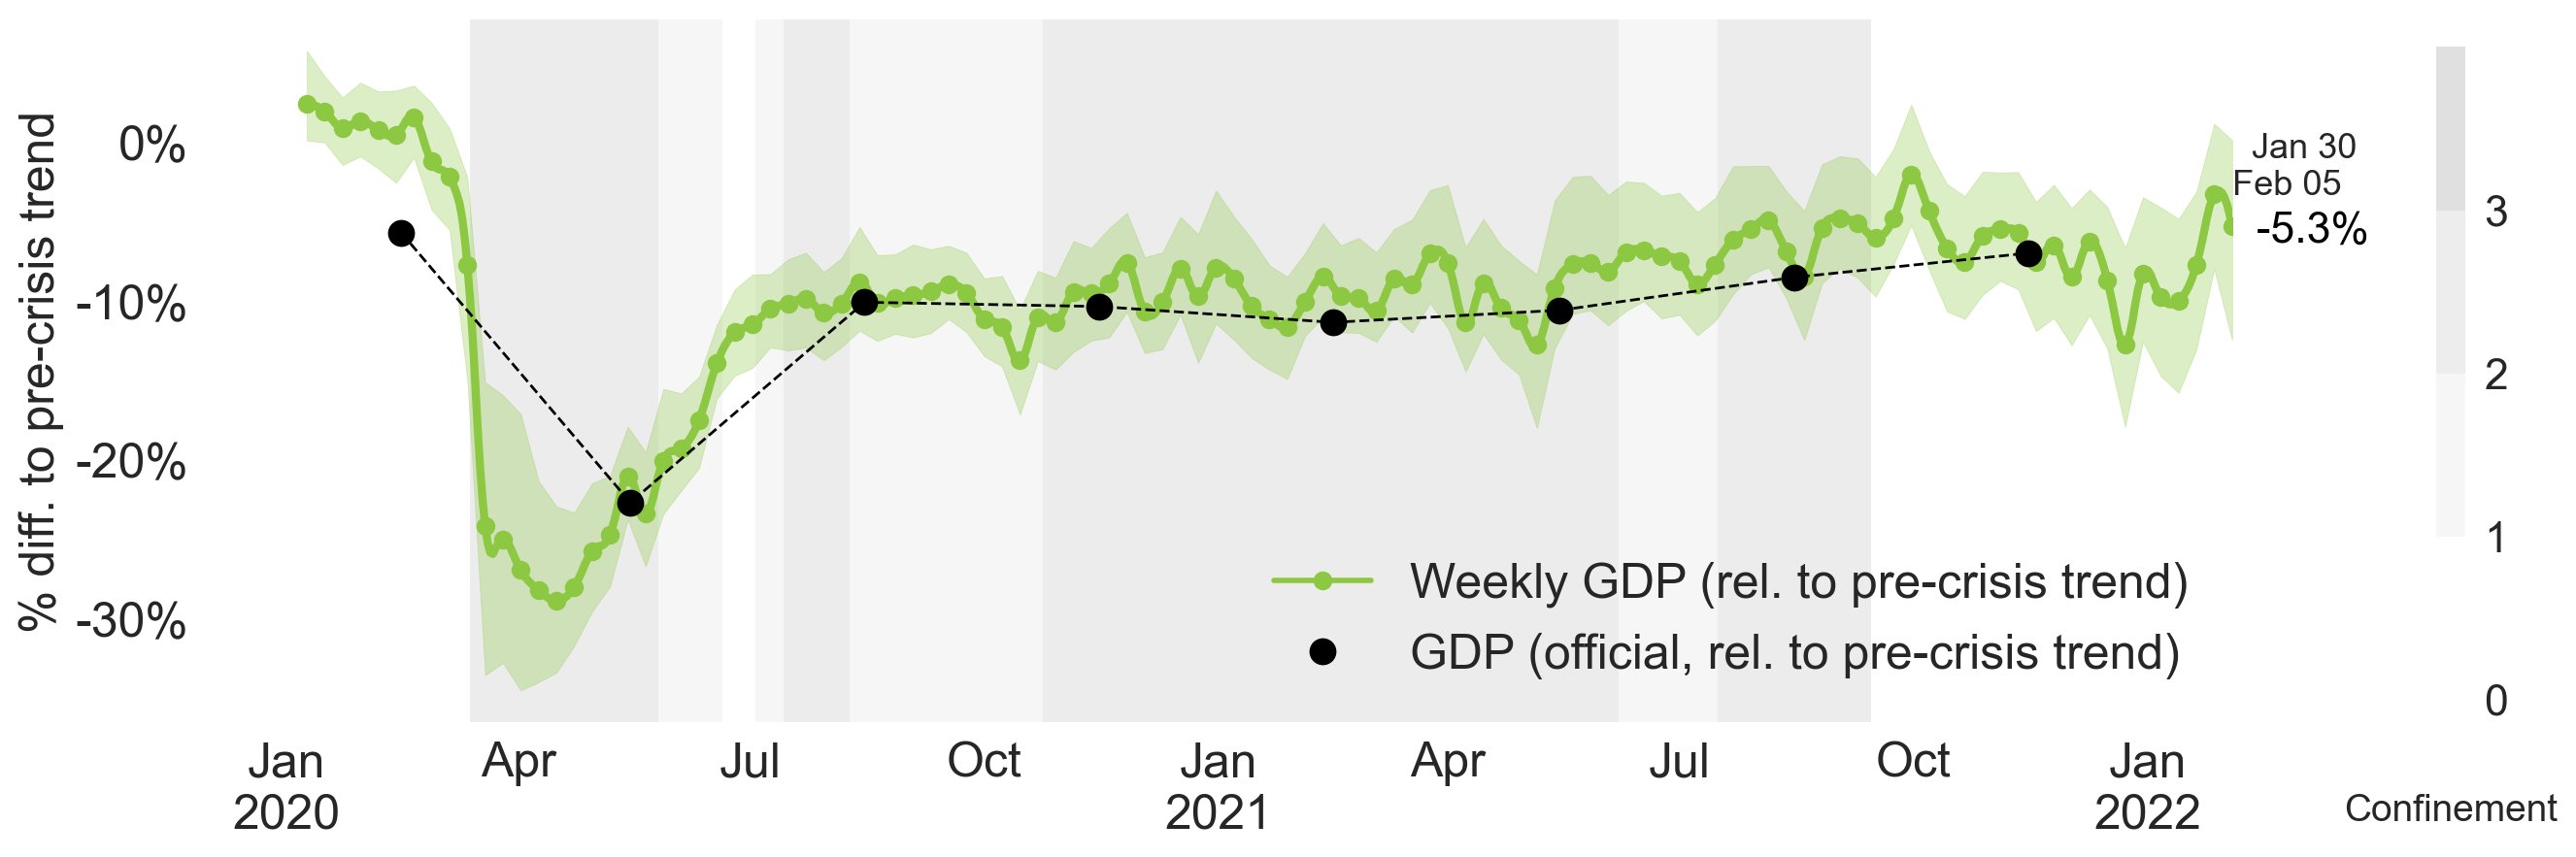 % diff. to pre-crisis trend
0%
-10%
-20%
-30%
Jan 30
Feb 05
-5.3%
Weekly GDP (rel. to pre-crisis trend)
GDP (official, rel. to pre-crisis trend)
Jan Apr Jul Oct Jan Apr Jul Oct Jan
2020 2021 2022
3
2
1
0
Confinement